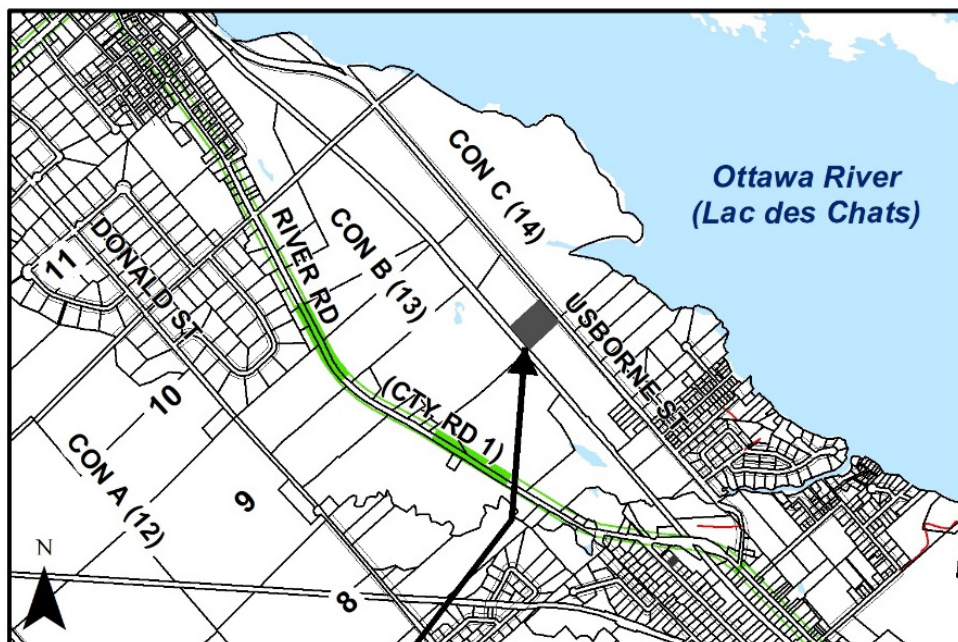 CON C (14)
Ottawa River
(Lac des Chats)
RIVER RD
CON B (13)
DONALD ST
11
USBORNE ST
(CTY RD 1)
10
CON A (12)
9
N
8